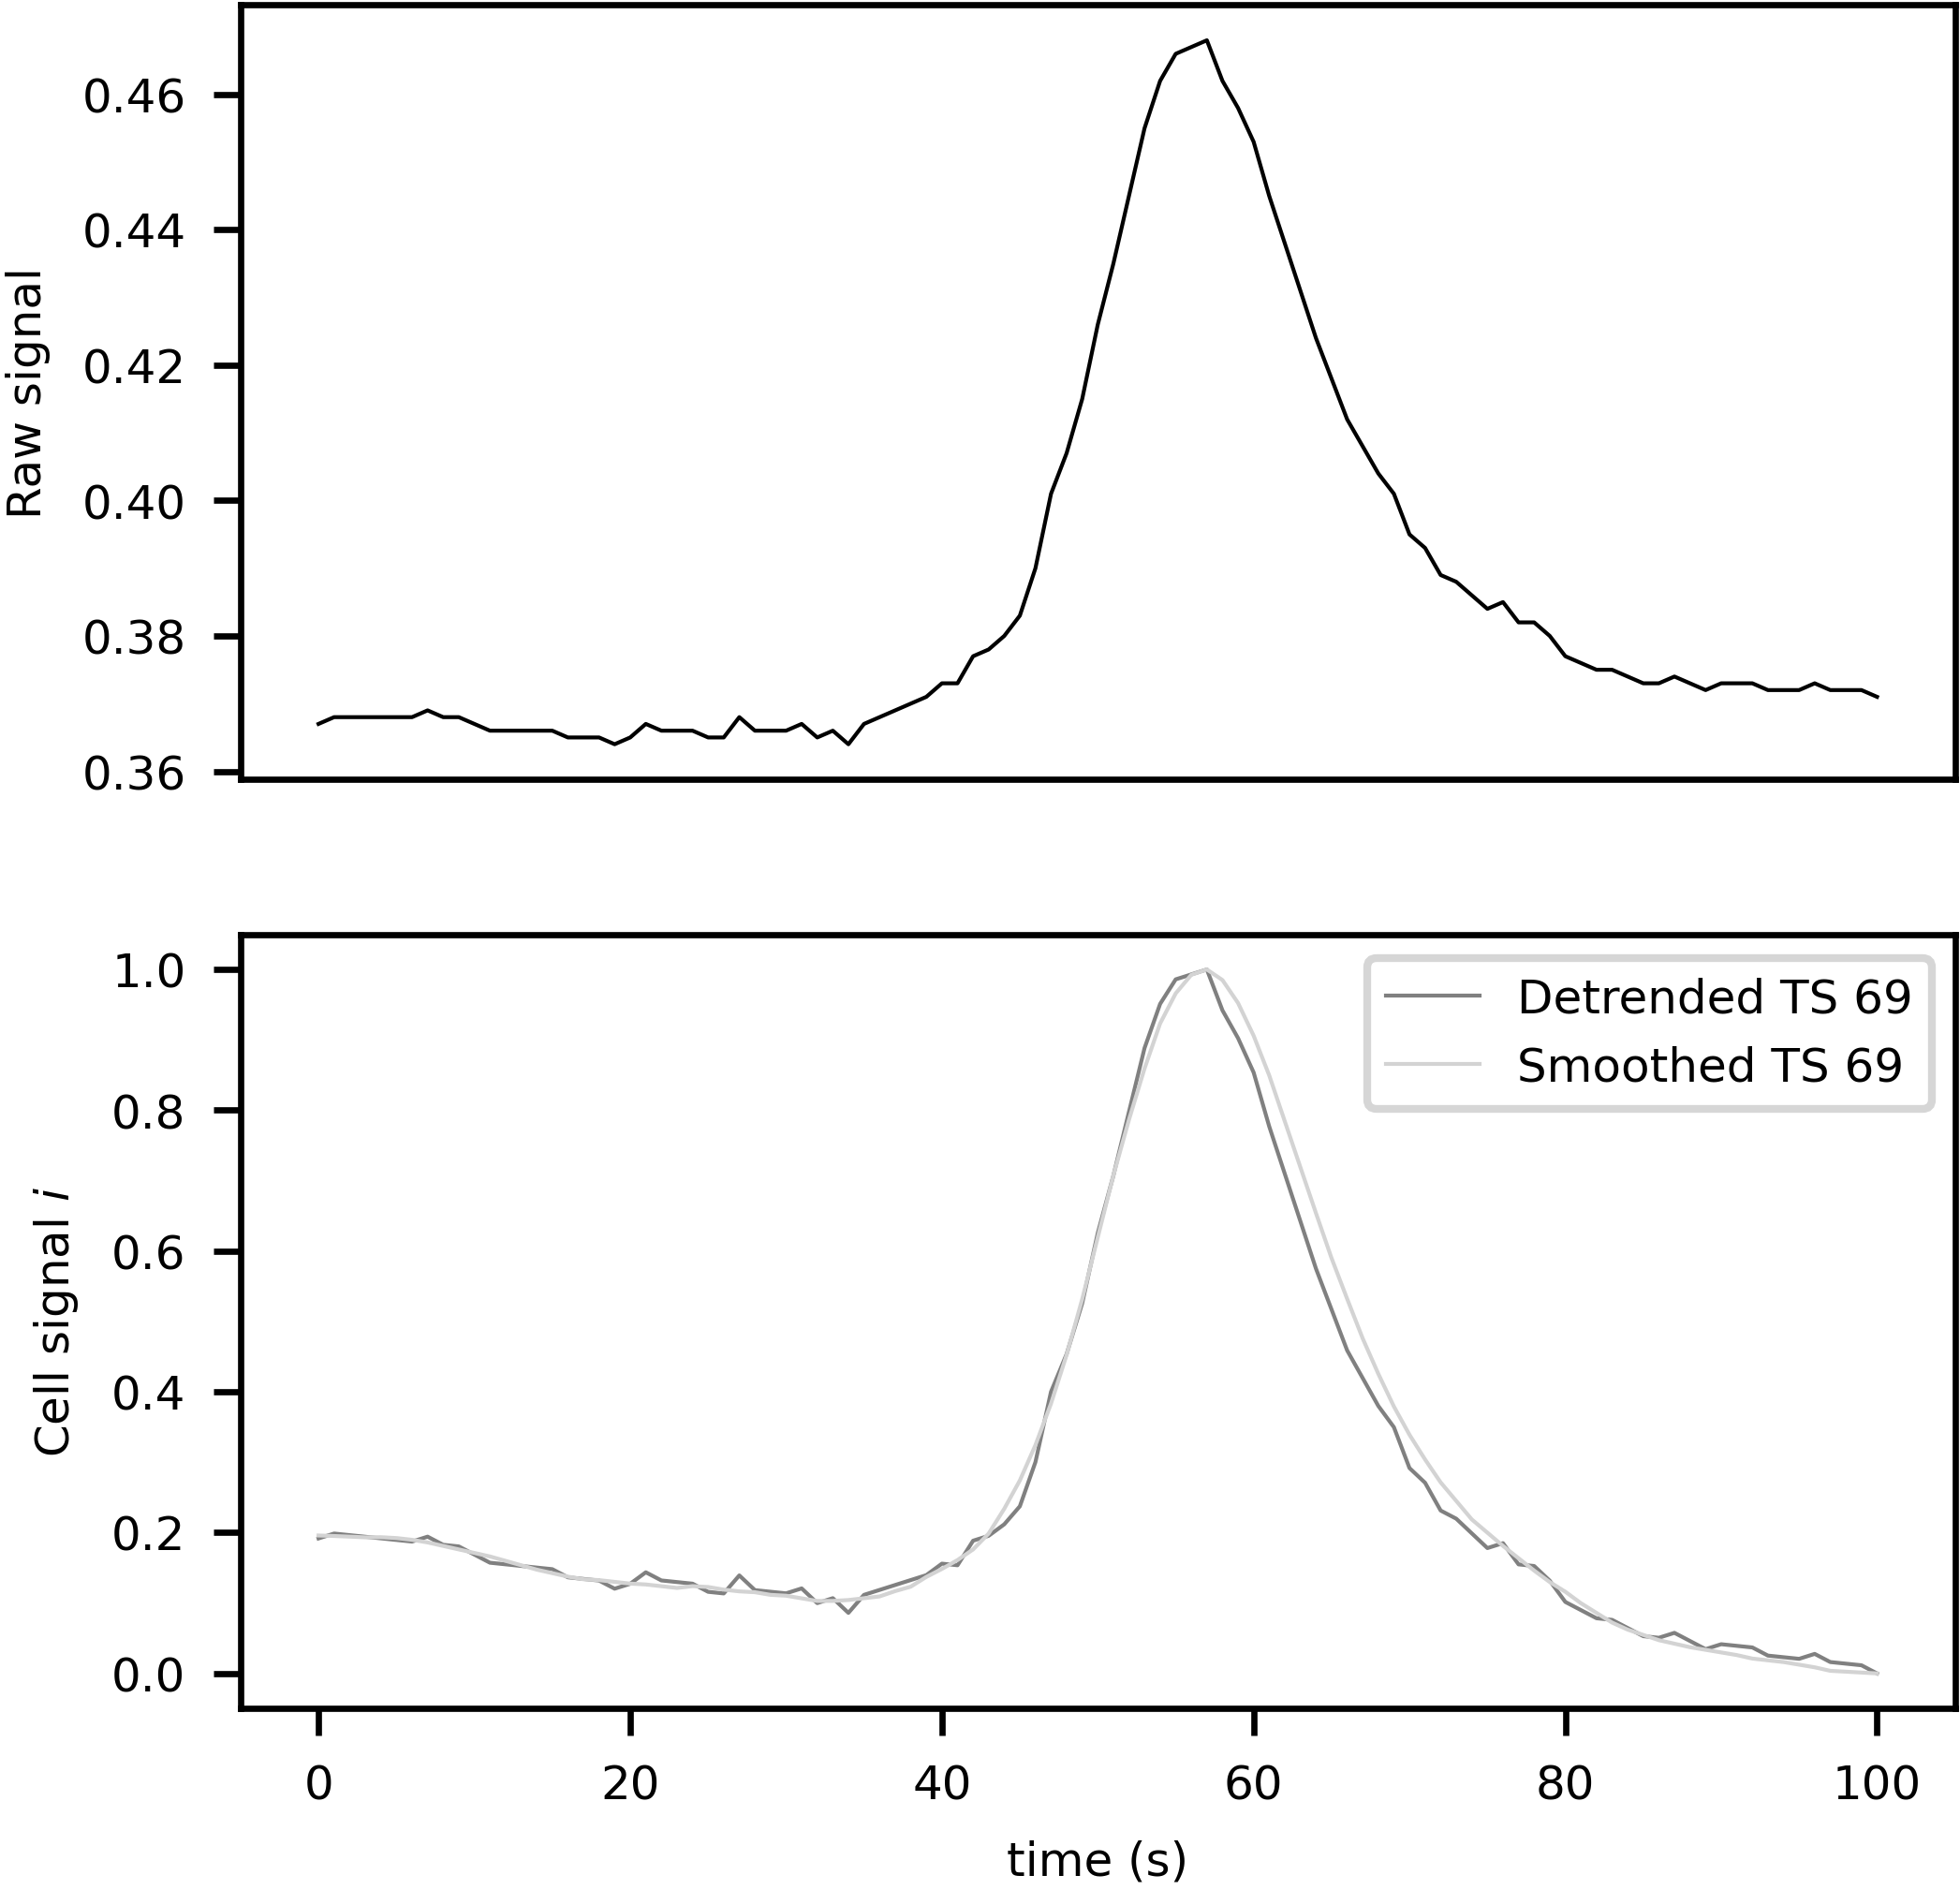 Raw signal
0.46
0.44
0.42
0.40
0.38
0.36
Cell signal i
1.0
0.8
0.6
0.4
0.2
0.0
Detrended TS 69
Smoothed TS 69
0 20 40 60 80 100
time (s)